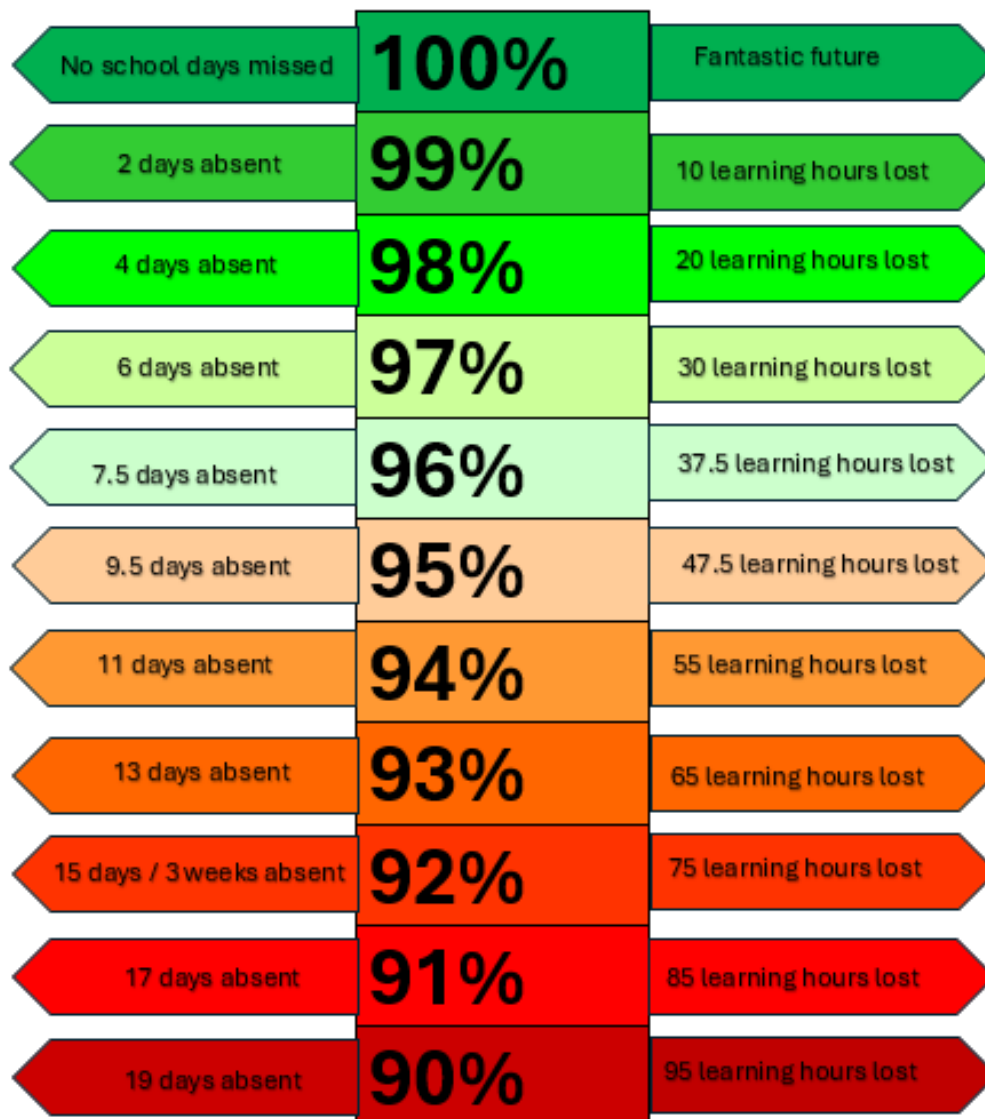 No school days missed
100%
Fantastic future
2 days absent
99%
10 learning hours lost
4 days absent
98%
20 learning hours lost
6 days absent
97%
30 learning hours lost
7.5 days absent
96%
37.5 learning hours lost
9.5 days absent
95%
47.5 learning hours lost
11 days absent
94%
55 learning hours lost
13 days absent
93%
65 learning hours lost
15 days / 3 weeks absent
92%
75 learning hours lost
17 days absent
91%
85 learning hours lost
19 days absent
90%
95 learning hours lost